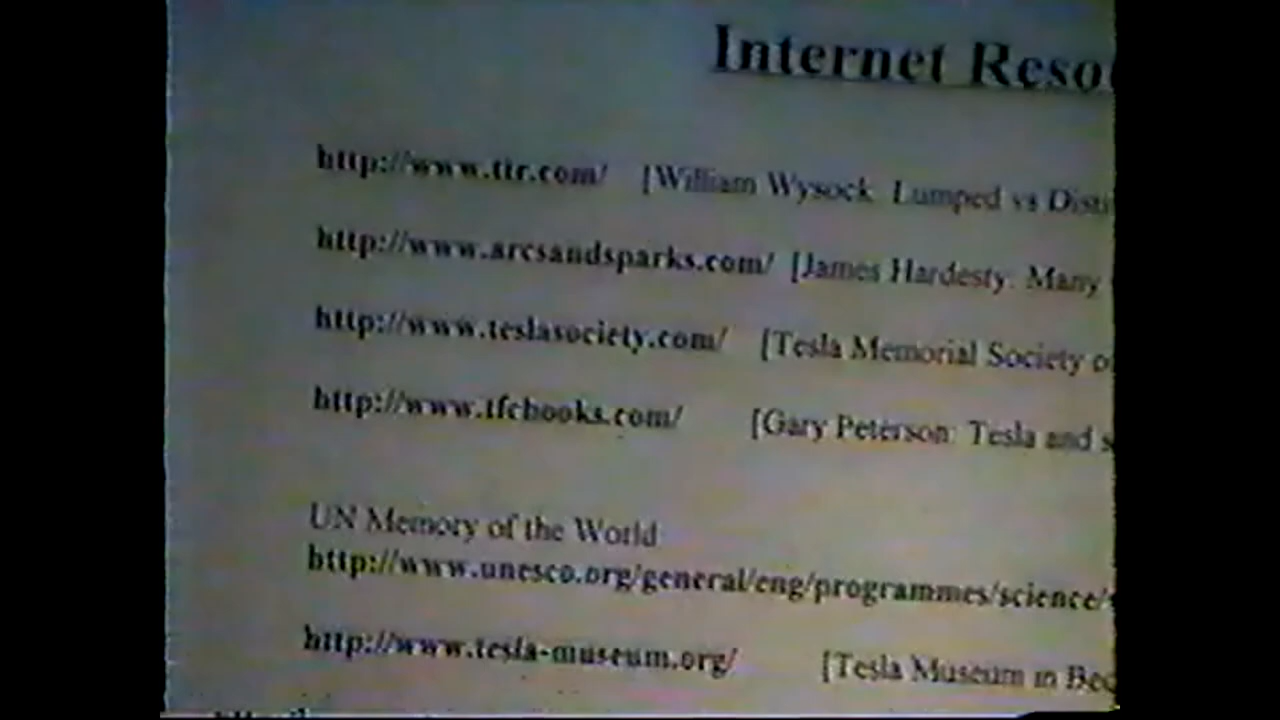 Internet Reso
http://www.ttr.com/ [William Wysock. Lumped vs Distri
http://www.arcsandsparks.com/ [James Hardesty. Many
http://www.teslasociety.com/ [Tesla Memorial Society o
http://www.tfcbooks.com/ [Gary Peterson: Tesla and s
UN Memory of the World
http://www.unesco.org/general/eng/programmes/science/
http://www.tesla-museum.org/ [Tesla Museum in Beo